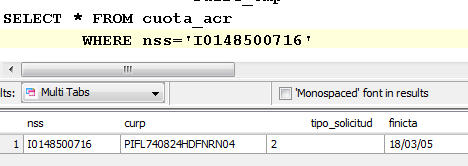 SELECT * FROM cuota_acr
WHERE nss='I0148500716'
lts: Multi Tabs 'Monospaced' font in results
nss curp tipo_solicitud finicta
1 I0148500716 PIFL740824HDFNRN04 2 18/03/05